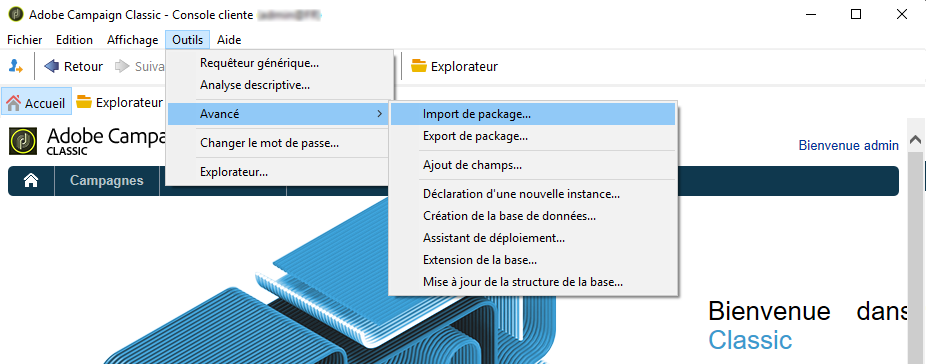 Adobe Campaign Classic - Console cliente
Fichier Edition Affichage Outils Aide
Retour Suiva Explorateur
Accueil Explorateur
Requêteur générique...
Analyse descriptive...
Avancé
Changer le mot de passe...
Explorateur...
Import de package...
Export de package...
Ajout de champs...
Déclaration d'une nouvelle instance...
Création de la base de données...
Assistant de déploiement...
Extension de la base...
Mise à jour de la structure de la base...
Adobe Campa
CLASSIC
Bienvenue admin
Campagnes
Bienvenue dans
Classic